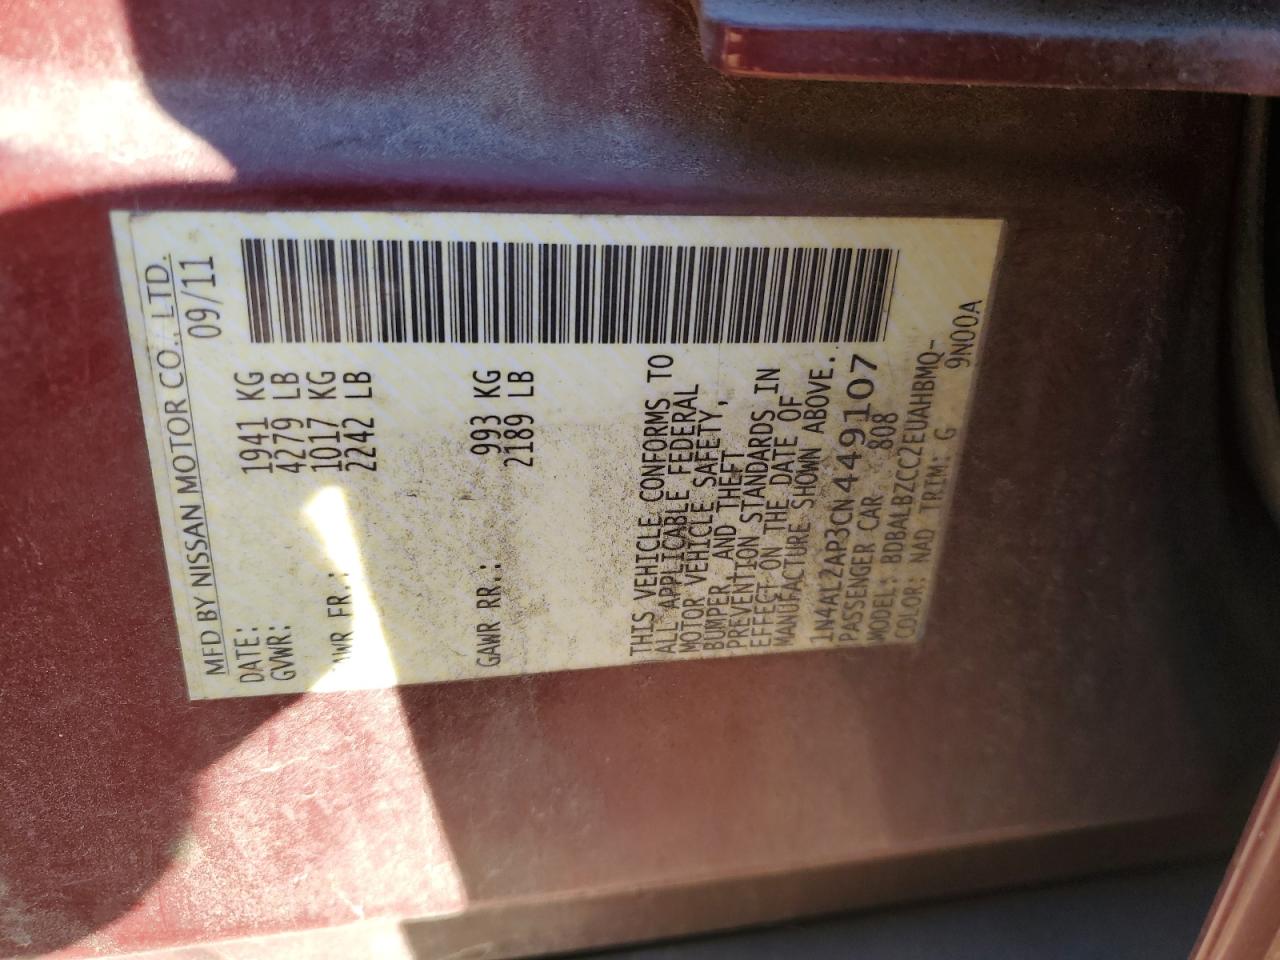 MFD BY NISSAN MOTOR CO., LTD.
DATE: 09/11
GVWR: 1941 KG
4279 LB
FR.: 1017 KG
2242 LB
GAWR RR.: 993 KG
2189 LB
THIS VEHICLE CONFORMS TO
ALL APPLICABLE FEDERAL
MOTOR VEHICLE SAFETY,
BUMPER, AND THEFT
PREVENTION STANDARDS IN
EFFECT ON THE DATE OF
MANUFACTURE SHOWN ABOVE.
1N4AL2AP3CN449107
PASSENGER CAR 808
MODEL: BDBALBZCC2EUAHBMQ-
COLOR: NAD TRIM: G 9N00A